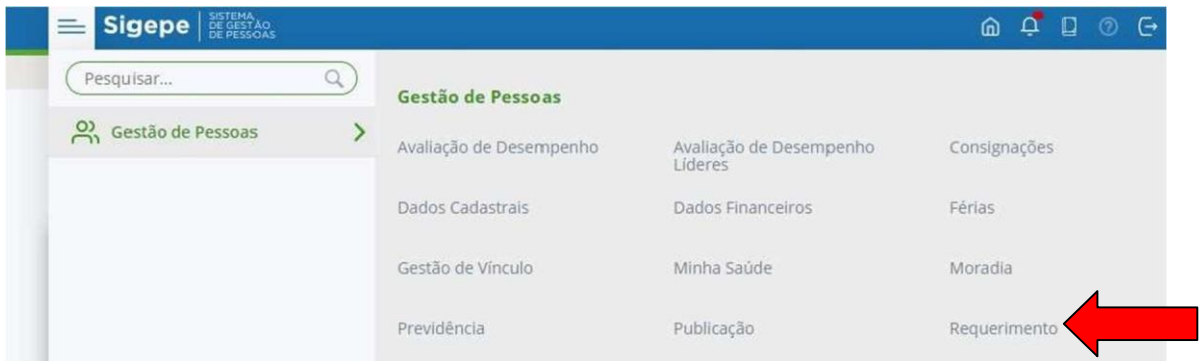 Sigepe
SISTEMA
DE GESTÃO
DE PESSOAS
Pesquisar...
Gestão de Pessoas
Gestão de Pessoas
Avaliação de Desempenho
Avaliação de Desempenho
Líderes
Consignações
Dados Cadastrais
Dados Financeiros
Férias
Gestão de Vínculo
Minha Saúde
Moradia
Previdência
Publicação
Requerimento